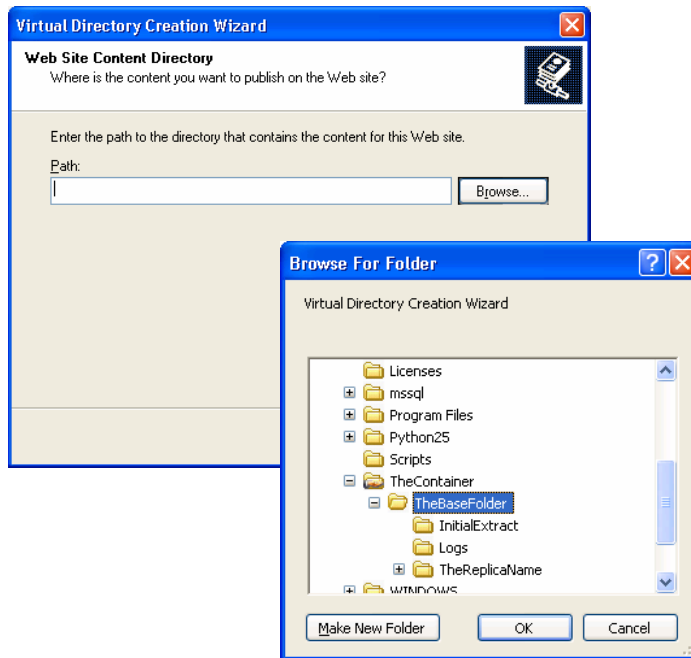 Virtual Directory Creation Wizard
Web Site Content Directory
Where is the content you want to publish on the Web site?
Enter the path to the directory that contains the content for this Web site.
Path:
Browse...
Browse For Folder
Virtual Directory Creation Wizard
Licenses
mssql
Program Files
Python25
Scripts
TheContainer
TheBaseFolder
InitialExtract
Logs
TheReplicaName
WINDOWS
Make New Folder
OK
Cancel